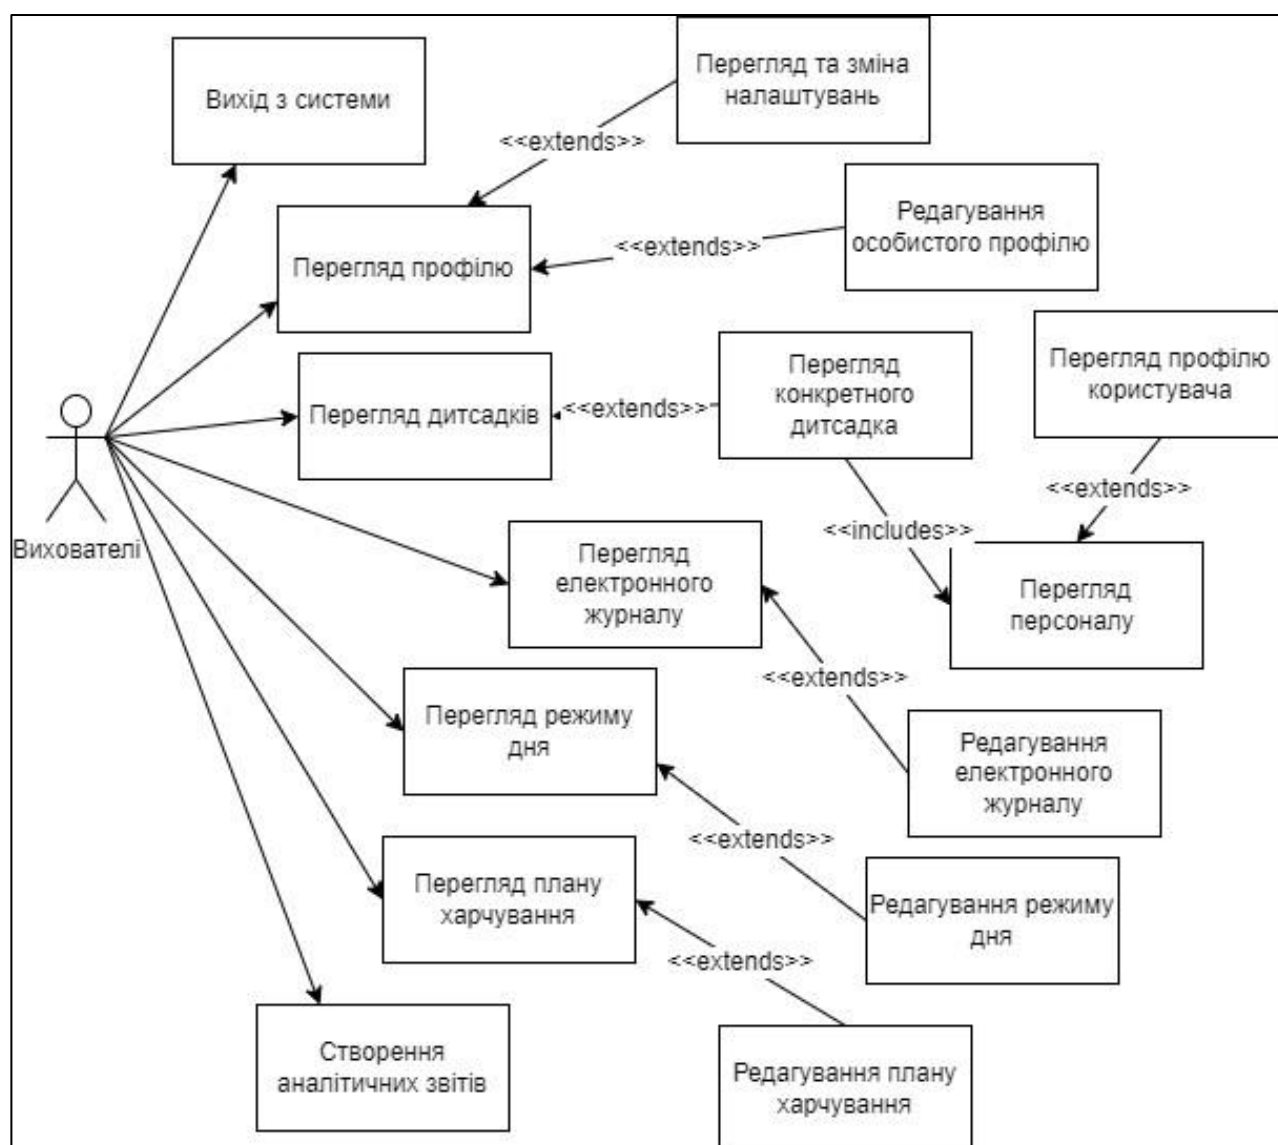 Вихід з системи
Перегляд та зміна
налаштувань
<<extends>>
Перегляд профілю
<<extends>>
Редагування
особистого профілю
Перегляд дитсадків
<<extends>>
Перегляд
конкретного
дитсадка
Перегляд профілю
користувача
<<extends>>
<<includes>>
Вихователі
Перегляд
електронного
журналу
Перегляд
персоналу
<<extends>>
Перегляд режиму
дня
Редагування
електронного
журналу
<<extends>>
Перегляд плану
харчування
Редагування режиму
дня
<<extends>>
Створення
аналітичних звітів
Редагування плану
харчування